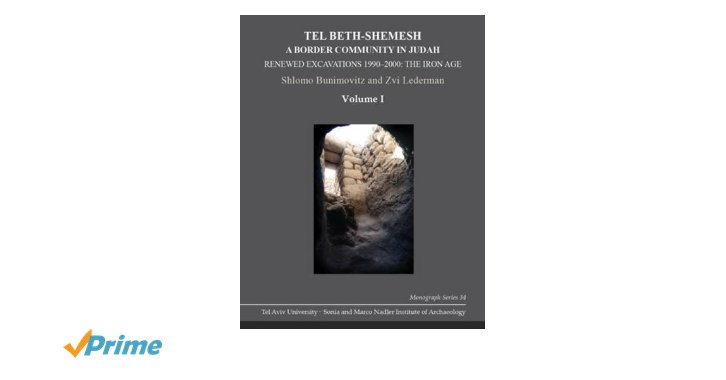 TEL BETH-SHEMESH
A BORDER COMMUNITY IN JUDAH
RENEWED EXCAVATIONS 1990–2000: THE IRON AGE
Shlomo Bunimovitz and Zvi Lederman
Volume I
Monograph Series 34
Tel Aviv University · Sonia and Marco Nadler Institute of Archaeology
Prime